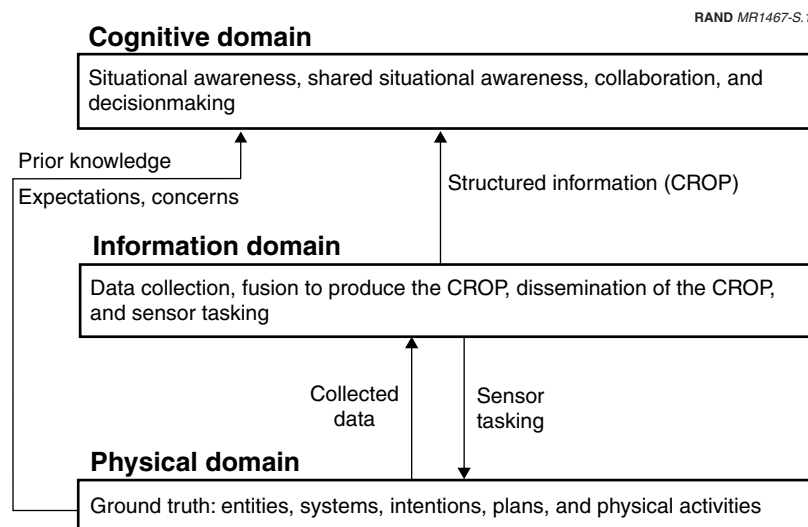 RAND MR1467-S.1
Cognitive domain
Situational awareness, shared situational awareness, collaboration, and
decisionmaking
Prior knowledge
Expectations, concerns
Structured information (CROP)
Information domain
Data collection, fusion to produce the CROP, dissemination of the CROP,
and sensor tasking
Collected
data
Sensor
tasking
Physical domain
Ground truth: entities, systems, intentions, plans, and physical activities